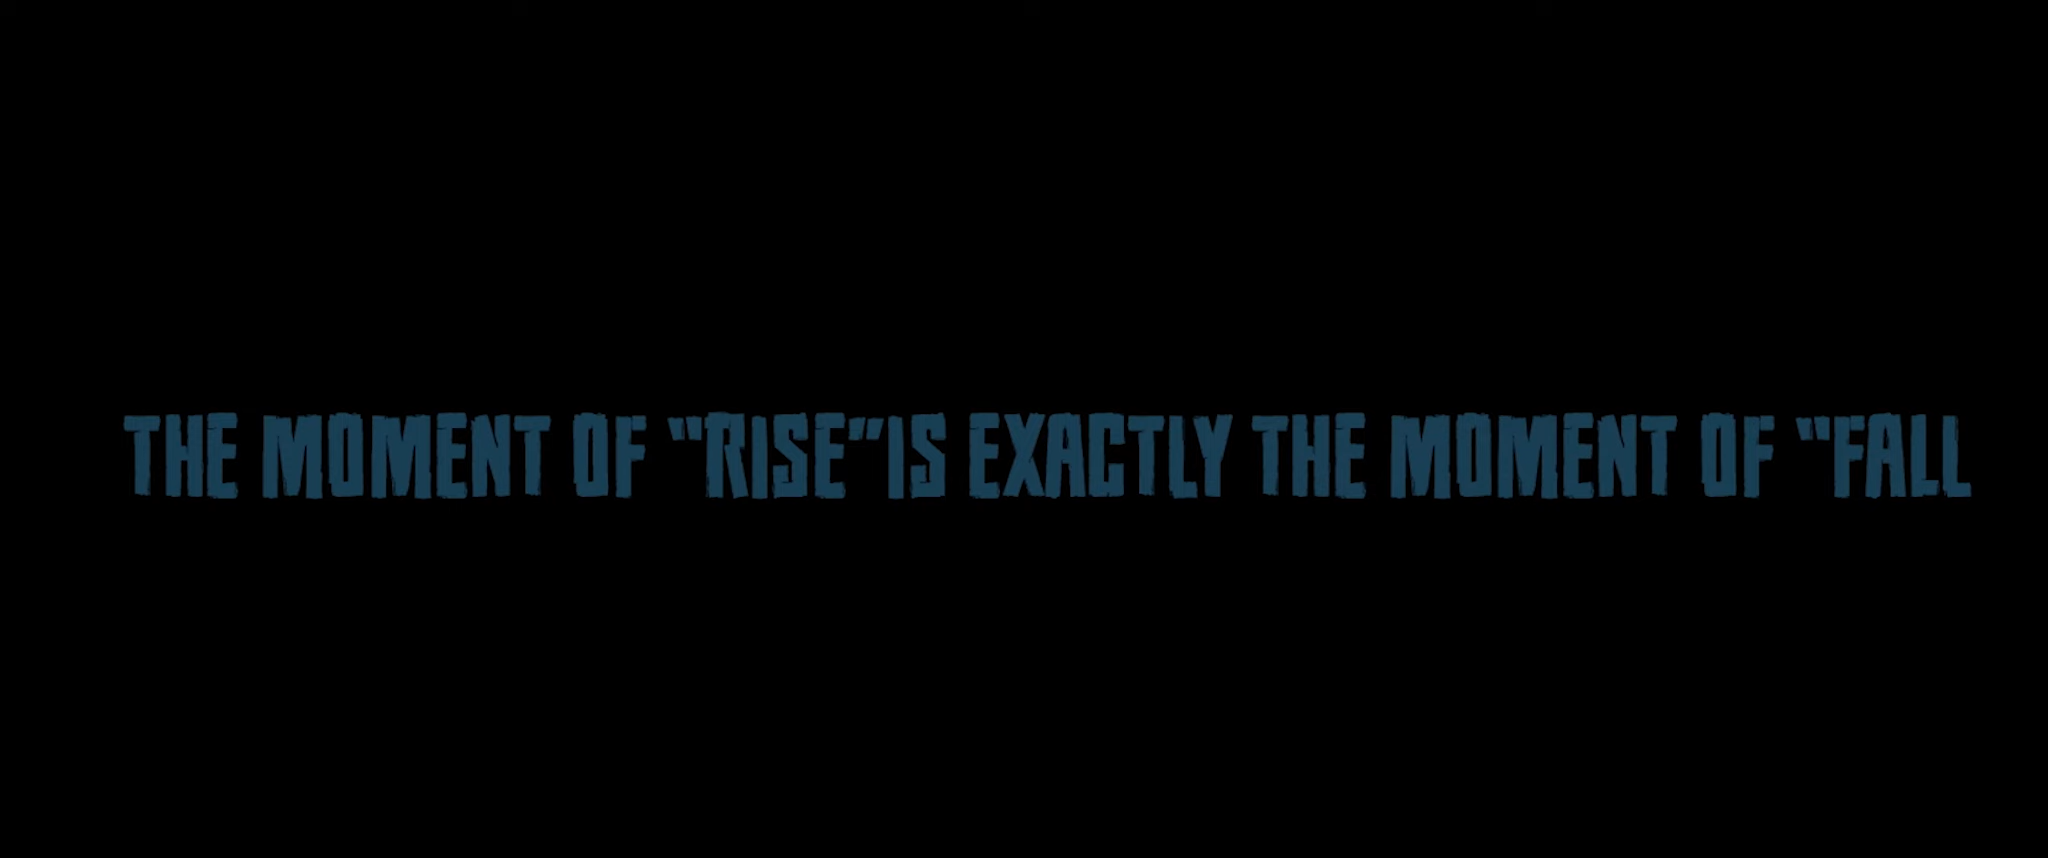 THE MOMENT OF “RISE”IS EXACTLY THE MOMENT OF “FALL